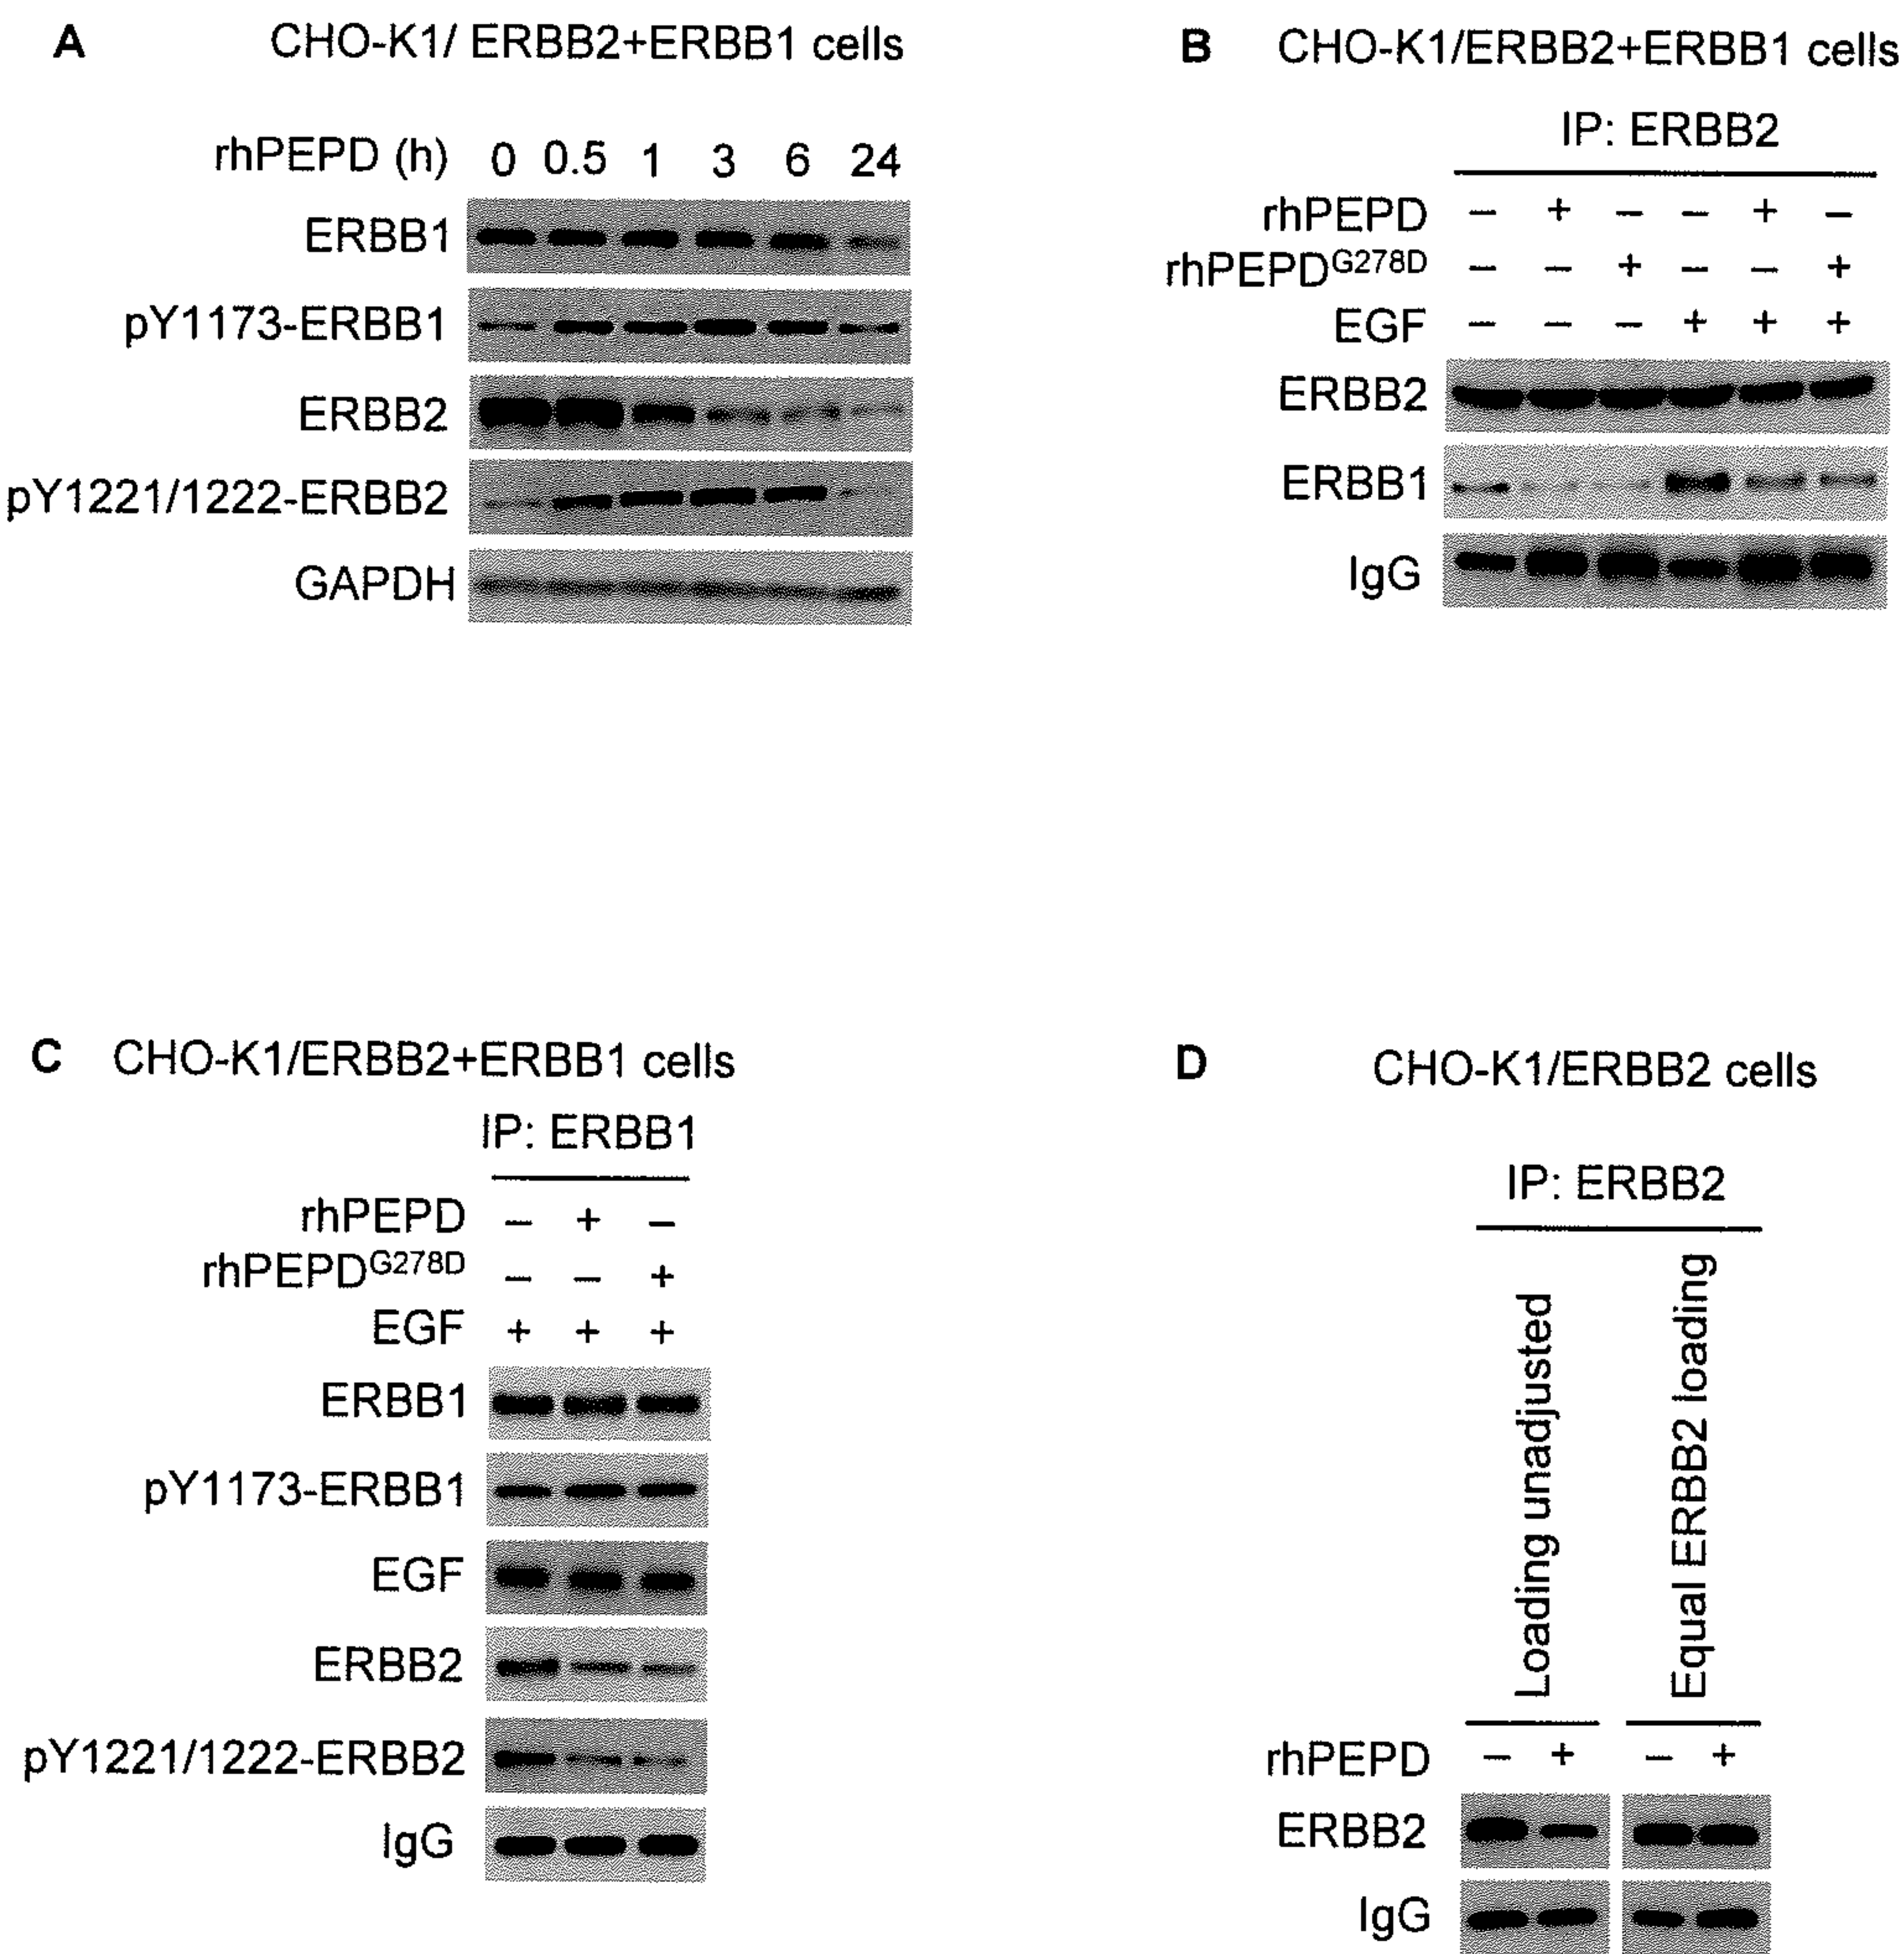 A CHO-K1/ ERBB2+ERBB1 cells
rhPEPD (h) 0 0.5 1 3 6 24
ERBB1
pY1173-ERBB1
ERBB2
pY1221/1222-ERBB2
GAPDH
B CHO-K1/ERBB2+ERBB1 cells
IP: ERBB2
rhPEPD – + – – + –
rhPEPDG278D – – + – – +
EGF – – – + + +
ERBB2
ERBB1
IgG
C CHO-K1/ERBB2+ERBB1 cells
IP: ERBB1
rhPEPD – + –
rhPEPDG278D – – +
EGF + + +
ERBB1
pY1173-ERBB1
EGF
ERBB2
pY1221/1222-ERBB2
IgG
D CHO-K1/ERBB2 cells
IP: ERBB2
Loading unadjusted
Equal ERBB2 loading
rhPEPD – + – +
ERBB2
IgG